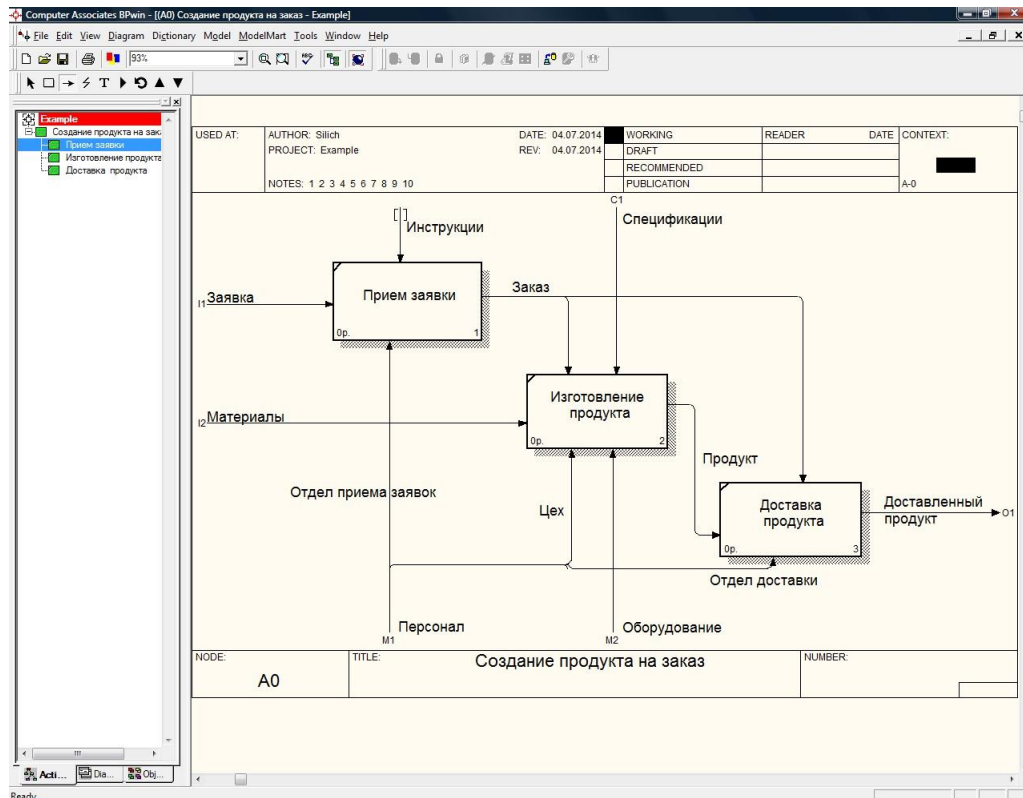 Computer Associates BPwin - [(A0) Создание продукта на заказ - Example]
File Edit View Diagram Dictionary Model ModelMart Tools Window Help
93%
Example
Создание продукта на зак
Прием заявки
Изготовление продукта
Доставка продукта
USED AT:
AUTHOR: Silich
DATE: 04.07.2014
WORKING
READER
DATE
CONTEXT:
PROJECT: Example
REV: 04.07.2014
DRAFT
RECOMMENDED
NOTES: 1 2 3 4 5 6 7 8 9 10
PUBLICATION
A-0
C1
Инструкции
Спецификации
I1 Заявка
Прием заявки
0р. 1
Заказ
I2 Материалы
Изготовление
продукта
0р. 2
Продукт
Отдел приема заявок
Цех
Доставка
продукта
0р. 3
Доставленный
продукт
O1
Отдел доставки
Персонал
M1
Оборудование
M2
NODE:
A0
TITLE:
Создание продукта на заказ
NUMBER:
Acti...
Dia...
Obj...
Ready